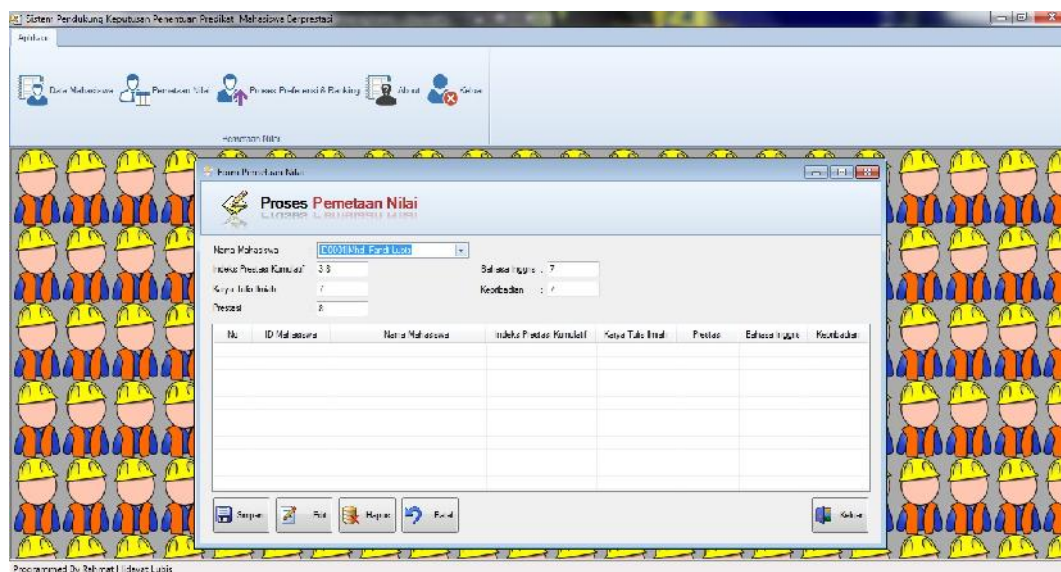 Sistem Pendukung Keputusan Penentuan Predikat Mahasiswa Berprestasi
Aplikasi
Data Mahasiswa Pemetaan Nilai Proses Preferensi & Ranking About Keluar
Pemetaan Nilai
Form Pemetaan Nilai
Proses Pemetaan Nilai
Nama Mahasiswa
Indeks Prestasi Kumulatif 3.8 Bahasa Inggris : 7
Karya Tulis Ilmiah 7 Kepribadian : 7
Prestasi 8
No ID Mahasiswa Nama Mahasiswa Indeks Prestasi Kumulatif Karya Tulis Ilmiah Prestasi Bahasa Inggris Kepribadian
Simpan Edit Hapus Batal Keluar
Programmed By Rahmat Hidayat Lubis